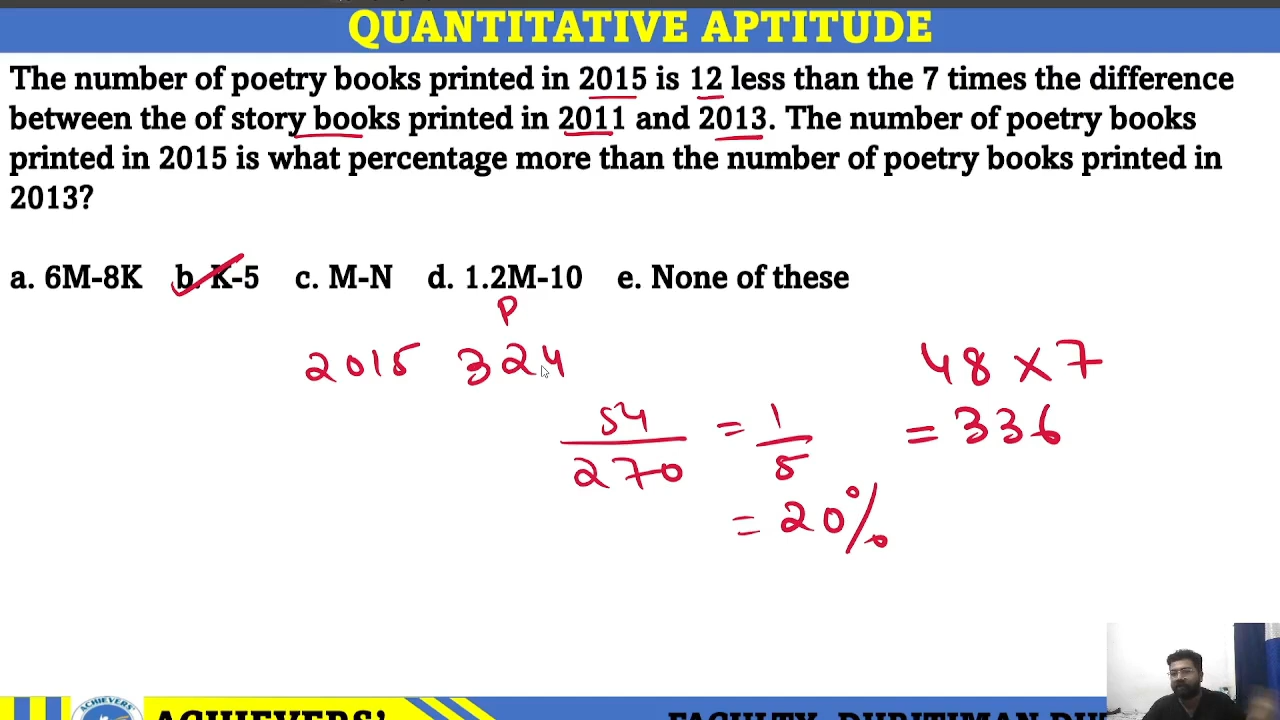 QUANTITATIVE APTITUDE
The number of poetry books printed in 2015 is 12 less than the 7 times the difference
between the of story books printed in 2011 and 2013. The number of poetry books
printed in 2015 is what percentage more than the number of poetry books printed in
2013?
a. 6M-8K b. K-5 c. M-N d. 1.2M-10 e. None of these
P
2015 324
48 × 7
= 336
54
270
= 1
5
= 20%
ACHIEVERS
ACHIEVERS'
FACULTY